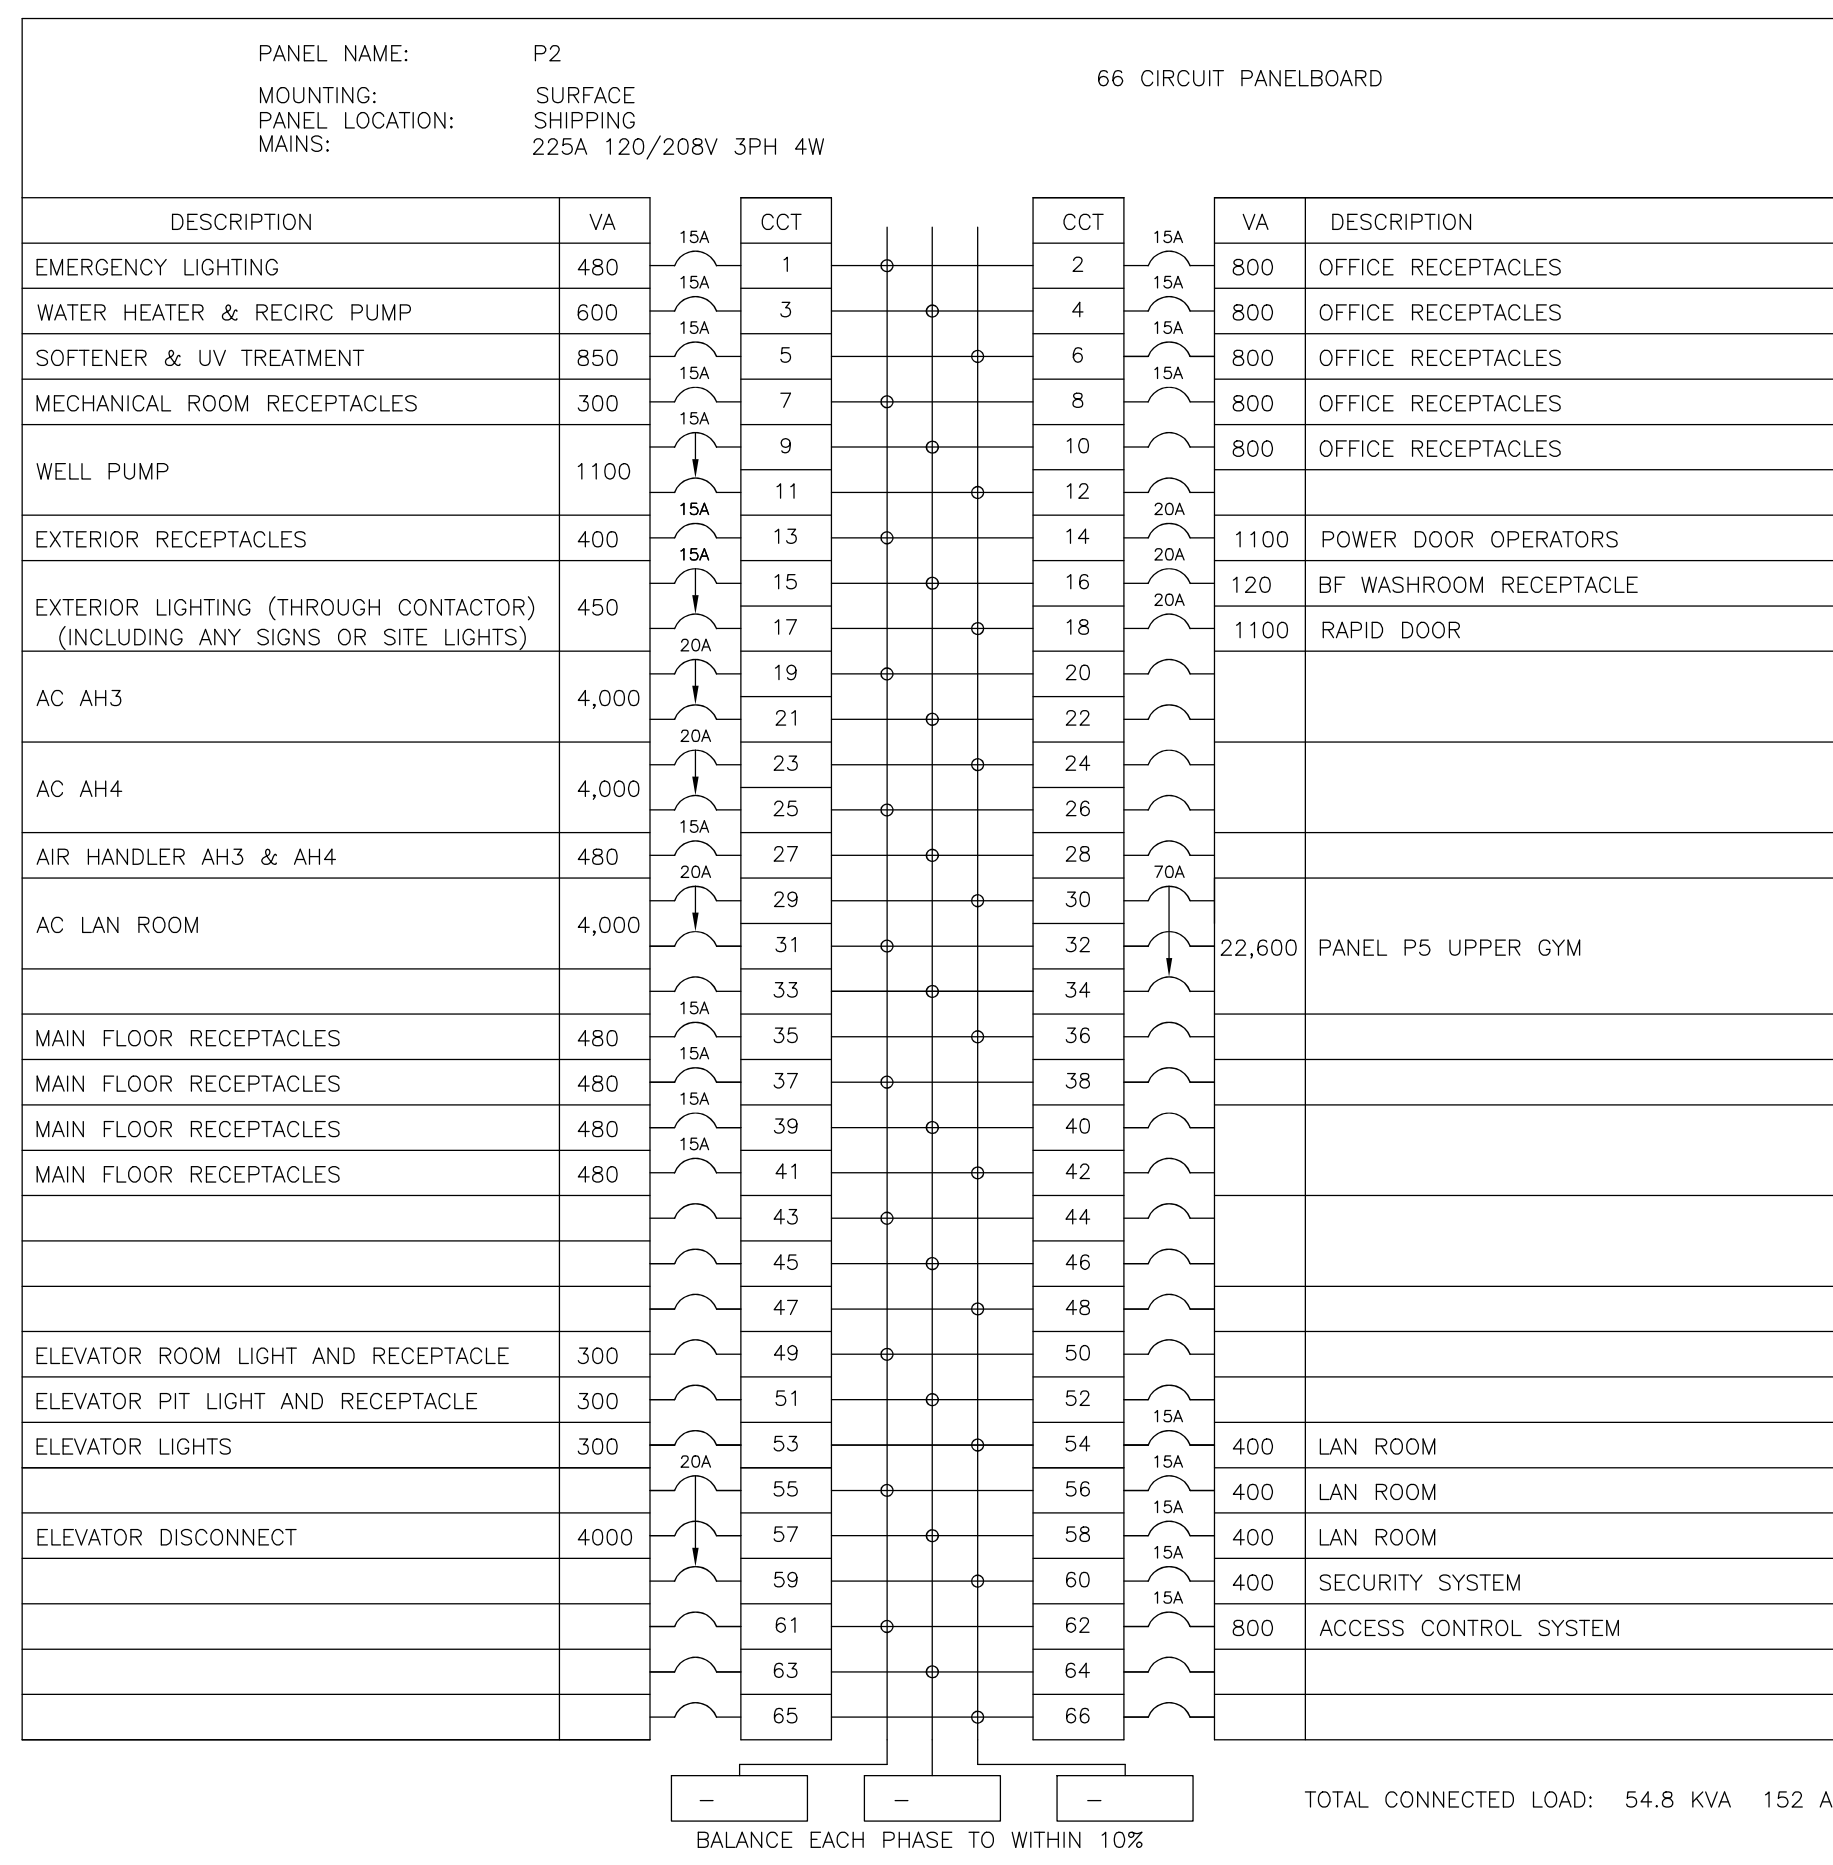 PANEL NAME: P2
66 CIRCUIT PANELBOARD
MOUNTING: SURFACE
PANEL LOCATION: SHIPPING
MAINS: 225A 120/208V 3PH 4W
DESCRIPTION VA CCT CCT VA DESCRIPTION
15A 15A
EMERGENCY LIGHTING 480 1 2 800 OFFICE RECEPTACLES
15A 15A
WATER HEATER & RECIRC PUMP 600 3 4 800 OFFICE RECEPTACLES
15A 15A
SOFTENER & UV TREATMENT 850 5 6 800 OFFICE RECEPTACLES
15A 15A
MECHANICAL ROOM RECEPTACLES 300 7 8 800 OFFICE RECEPTACLES
15A
9 10 800 OFFICE RECEPTACLES
WELL PUMP 1100
11 12
15A 20A
EXTERIOR RECEPTACLES 400 13 14 1100 POWER DOOR OPERATORS
15A 20A
15 16 120 BF WASHROOM RECEPTACLE
EXTERIOR LIGHTING (THROUGH CONTACTOR) 450
20A
(INCLUDING ANY SIGNS OR SITE LIGHTS) 17 18 1100 RAPID DOOR
20A
19 20
AC AH3 4,000
21 22
20A
23 24
AC AH4 4,000
25 26
15A
AIR HANDLER AH3 & AH4 480 27 28
20A 70A
29 30
AC LAN ROOM 4,000
31 32 22,600 PANEL P5 UPPER GYM
33 34
15A
MAIN FLOOR RECEPTACLES 480 35 36
15A
MAIN FLOOR RECEPTACLES 480 37 38
15A
MAIN FLOOR RECEPTACLES 480 39 40
15A
MAIN FLOOR RECEPTACLES 480 41 42
43 44
45 46
47 48
ELEVATOR ROOM LIGHT AND RECEPTACLE 300 49 50
ELEVATOR PIT LIGHT AND RECEPTACLE 300 51 52
15A
ELEVATOR LIGHTS 300 53 54 400 LAN ROOM
20A 15A
55 56 400 LAN ROOM
15A
ELEVATOR DISCONNECT 4000 57 58 400 LAN ROOM
15A
59 60 400 SECURITY SYSTEM
15A
61 62 800 ACCESS CONTROL SYSTEM
63 64
65 66
– – –
TOTAL CONNECTED LOAD: 54.8 KVA 152 A
BALANCE EACH PHASE TO WITHIN 10%